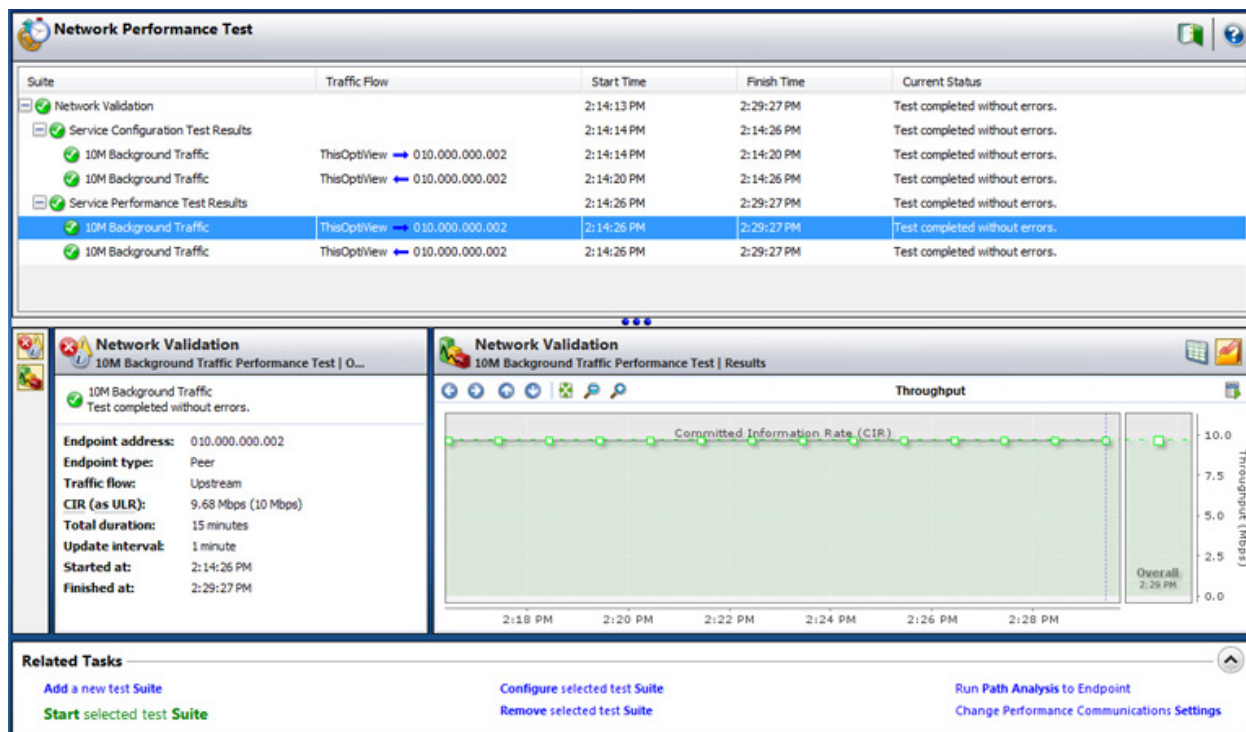 Network Performance Test
Suite Traffic Flow Start Time Finish Time Current Status
Network Validation 2:14:13 PM 2:29:27 PM Test completed without errors.
Service Configuration Test Results 2:14:14 PM 2:14:26 PM Test completed without errors.
10M Background Traffic ThisOptiView 010.000.000.002 2:14:14 PM 2:14:20 PM Test completed without errors.
10M Background Traffic ThisOptiView 010.000.000.002 2:14:20 PM 2:14:26 PM Test completed without errors.
Service Performance Test Results 2:14:26 PM 2:29:27 PM Test completed without errors.
10M Background Traffic ThisOptiView 010.000.000.002 2:14:26 PM 2:29:27 PM Test completed without errors.
10M Background Traffic ThisOptiView 010.000.000.002 2:14:26 PM 2:29:27 PM Test completed without errors.
Network Validation
10M Background Traffic Performance Test | O...
10M Background Traffic
Test completed without errors.
Endpoint address: 010.000.000.002
Endpoint type: Peer
Traffic flow: Upstream
CIR (as ULR): 9.68 Mbps (10 Mbps)
Total duration: 15 minutes
Update interval: 1 minute
Started at: 2:14:26 PM
Finished at: 2:29:27 PM
Network Validation
10M Background Traffic Performance Test | Results
Throughput
Committed Information Rate (CIR)
10.0
7.5
5.0
2.5
0.0
Throughput (Mbps)
Overall
2:29 PM
2:18 PM 2:20 PM 2:22 PM 2:24 PM 2:26 PM 2:28 PM
Related Tasks
Add a new test Suite Configure selected test Suite Run Path Analysis to Endpoint
Start selected test Suite Remove selected test Suite Change Performance Communications Settings